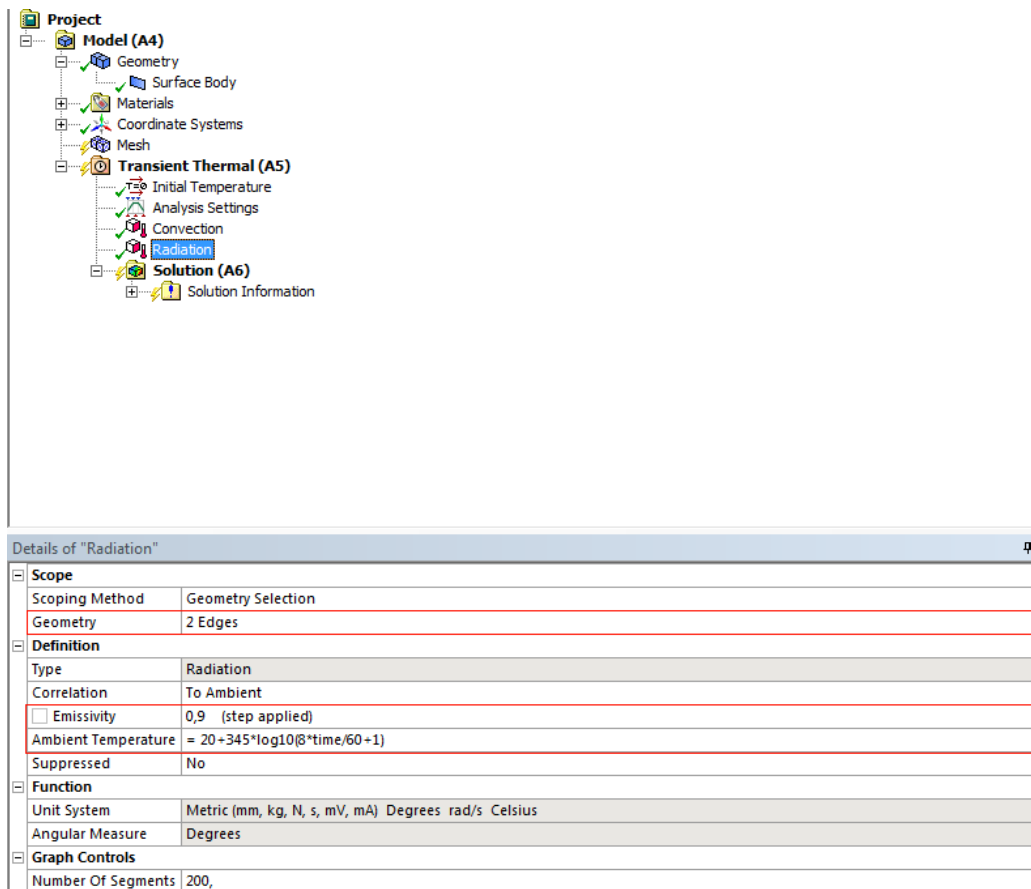 Project
Model (A4)
Geometry
Surface Body
Materials
Coordinate Systems
Mesh
Transient Thermal (A5)
T=0 Initial Temperature
Analysis Settings
Convection
Radiation
Solution (A6)
Solution Information
Details of "Radiation"
Scope
Scoping Method Geometry Selection
Geometry 2 Edges
Definition
Type Radiation
Correlation To Ambient
Emissivity 0,9 (step applied)
Ambient Temperature = 20+345*log10(8*time/60+1)
Suppressed No
Function
Unit System Metric (mm, kg, N, s, mV, mA) Degrees rad/s Celsius
Angular Measure Degrees
Graph Controls
Number Of Segments 200,